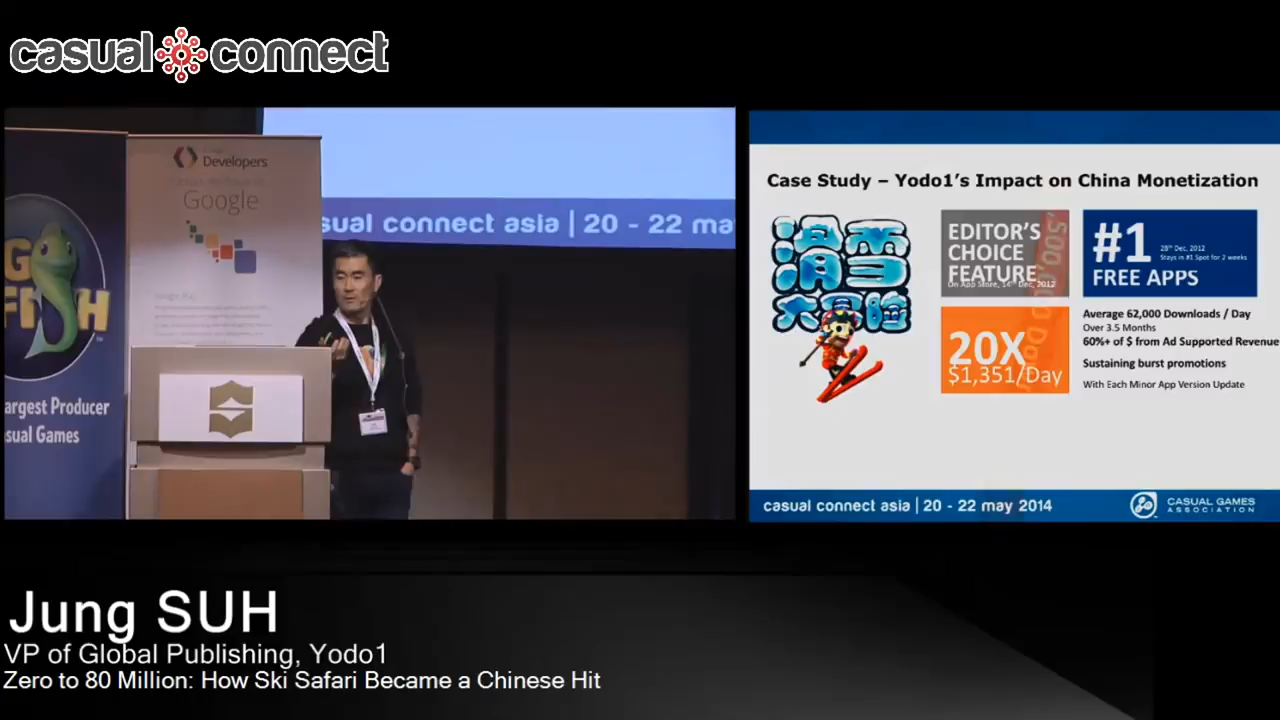 casual connect
Developers
Google
G
FISH
argest Producer
sual Games
sual connect asia | 20 - 22 ma
Case Study – Yodo1's Impact on China Monetization
滑雪
大冒险
EDITOR'S
CHOICE
FEATURE
On App Store, 14th Dec, 2012
#1
28th Dec, 2012
Stays in #1 Spot for 2 weeks
FREE APPS
20X
$1,351/Day
Average 62,000 Downloads / Day
Over 3.5 Months
60%+ of $ from Ad Supported Revenue
Sustaining burst promotions
With Each Minor App Version Update
casual connect asia | 20 - 22 may 2014
CASUAL GAMES
ASSOCIATION
Jung SUH
VP of Global Publishing, Yodo1
Zero to 80 Million: How Ski Safari Became a Chinese Hit